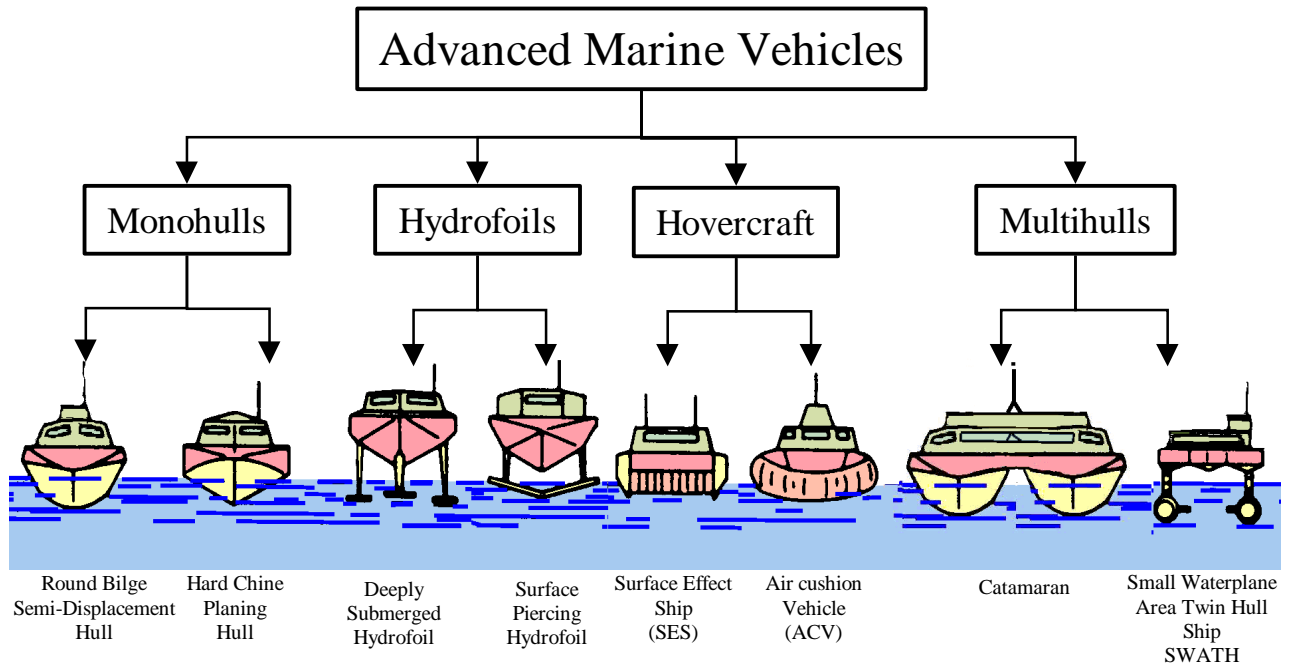 Advanced Marine Vehicles
Monohulls
Hydrofoils
Hovercraft
Multihulls
Round Bilge
Semi-Displacement
Hull
Hard Chine
Planing
Hull
Deeply
Submerged
Hydrofoil
Surface
Piercing
Hydrofoil
Surface Effect
Ship
(SES)
Air cushion
Vehicle
(ACV)
Catamaran
Small Waterplane
Area Twin Hull
Ship
SWATH